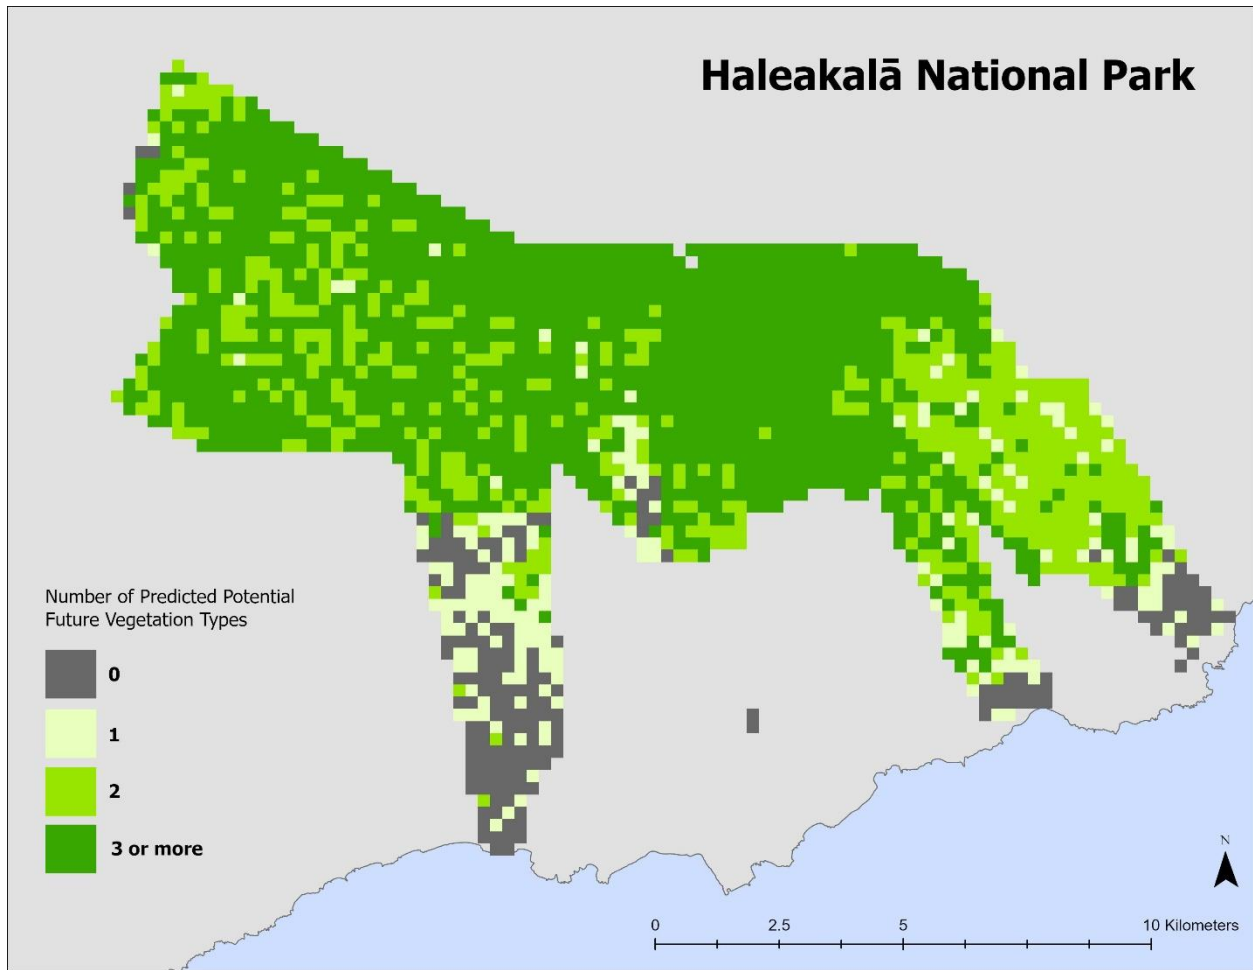 Haleakalā National Park
Number of Predicted Potential
Future Vegetation Types
0
1
2
3 or more
N
0 2.5 5 10 Kilometers